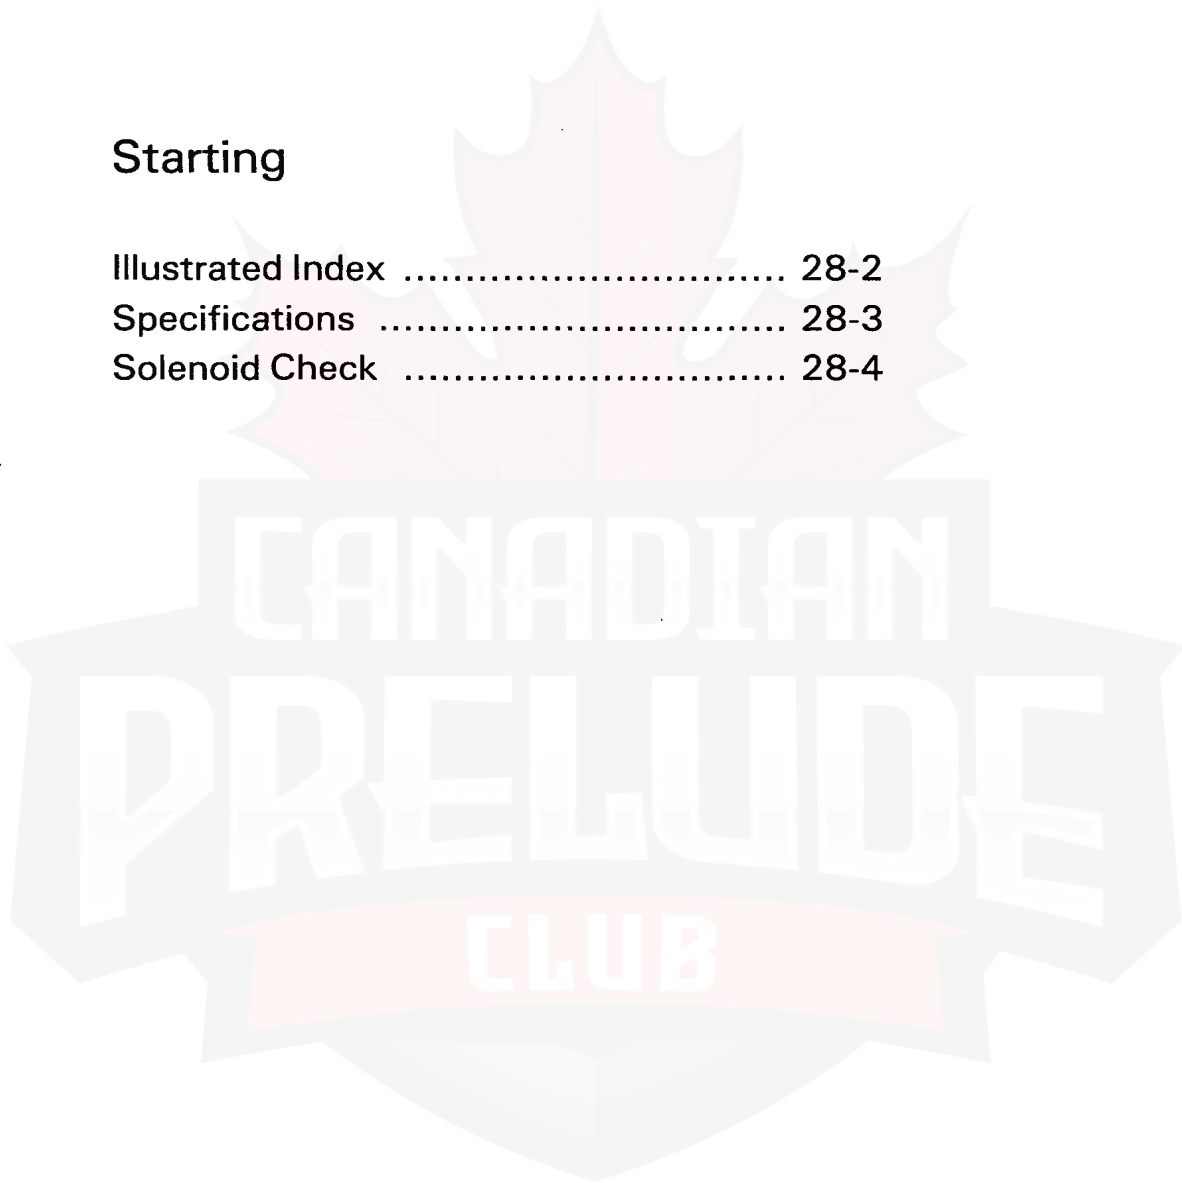 Starting
Illustrated Index .............................. 28-2
Specifications ................................ 28-3
Solenoid Check .............................. 28-4
CANADIAN
PRELUDE
CLUB